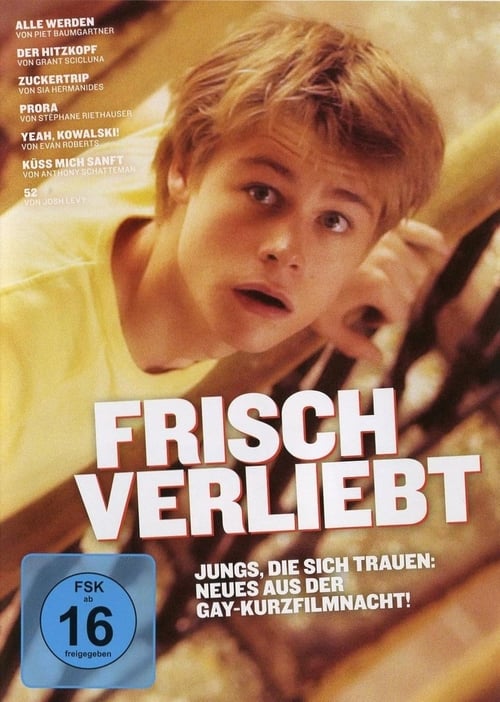 ALLE WERDEN
VON PIET BAUMGARTNER
DER HITZKOPF
VON GRANT SCICLUNA
ZUCKERTRIP
VON SIA HERMANIDES
PRORA
VON STÉPHANE RIETHAUSER
YEAH, KOWALSKI!
VON EVAN ROBERTS
KÜSS MICH SANFT
VON ANTHONY SCHATTEMAN
52
VON JOSH LEVY
FRISCH
VERLIEBT
JUNGS, DIE SICH TRAUEN:
NEUES AUS DER
GAY-KURZFILMNACHT!
FSK
ab
16
freigegeben